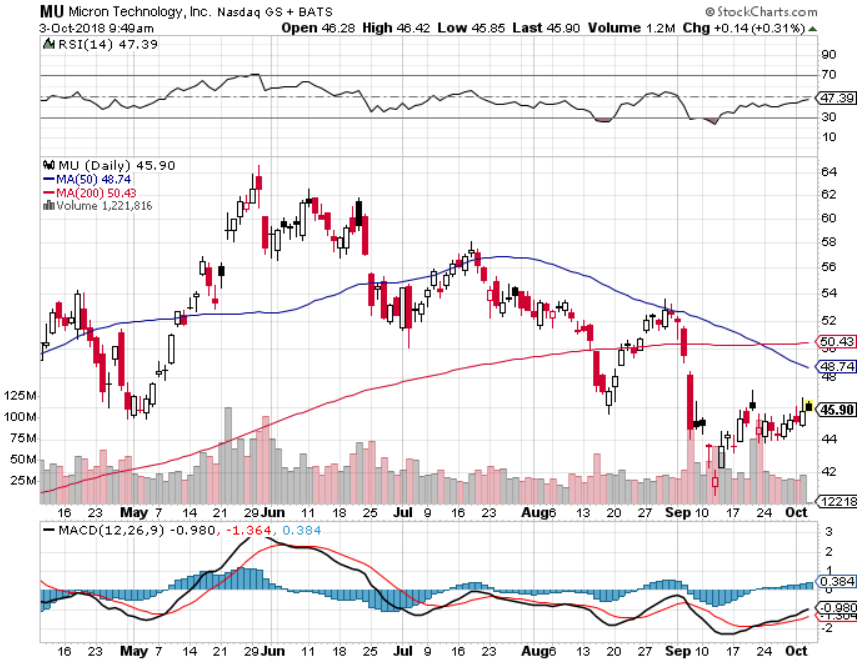 MU Micron Technology, Inc. Nasdaq GS + BATS © StockCharts.com
3-Oct-2018 9:49am Open 46.28 High 46.42 Low 45.85 Last 45.90 Volume 1.2M Chg +0.14 (+0.31%)
RSI(14) 47.39
90
70
47.39
30
10
MU (Daily) 45.90
MA(50) 48.74
MA(200) 50.43
Volume 1,221,816
64
62
60
58
56
54
52
50.43
48.74
48
45.90
44
42
12218
125M
100M
75M
50M
25M
16 23 May 7 14 21 29 Jun 11 18 25 Jul 9 16 23 Aug 6 13 20 27 Sep 10 17 24 Oct
MACD(12,26,9) -0.980, -1.364, 0.384
3
2
1
0.384
-0.980
-2
16 23 May 7 14 21 29 Jun 11 18 25 Jul 9 16 23 Aug 6 13 20 27 Sep 10 17 24 Oct